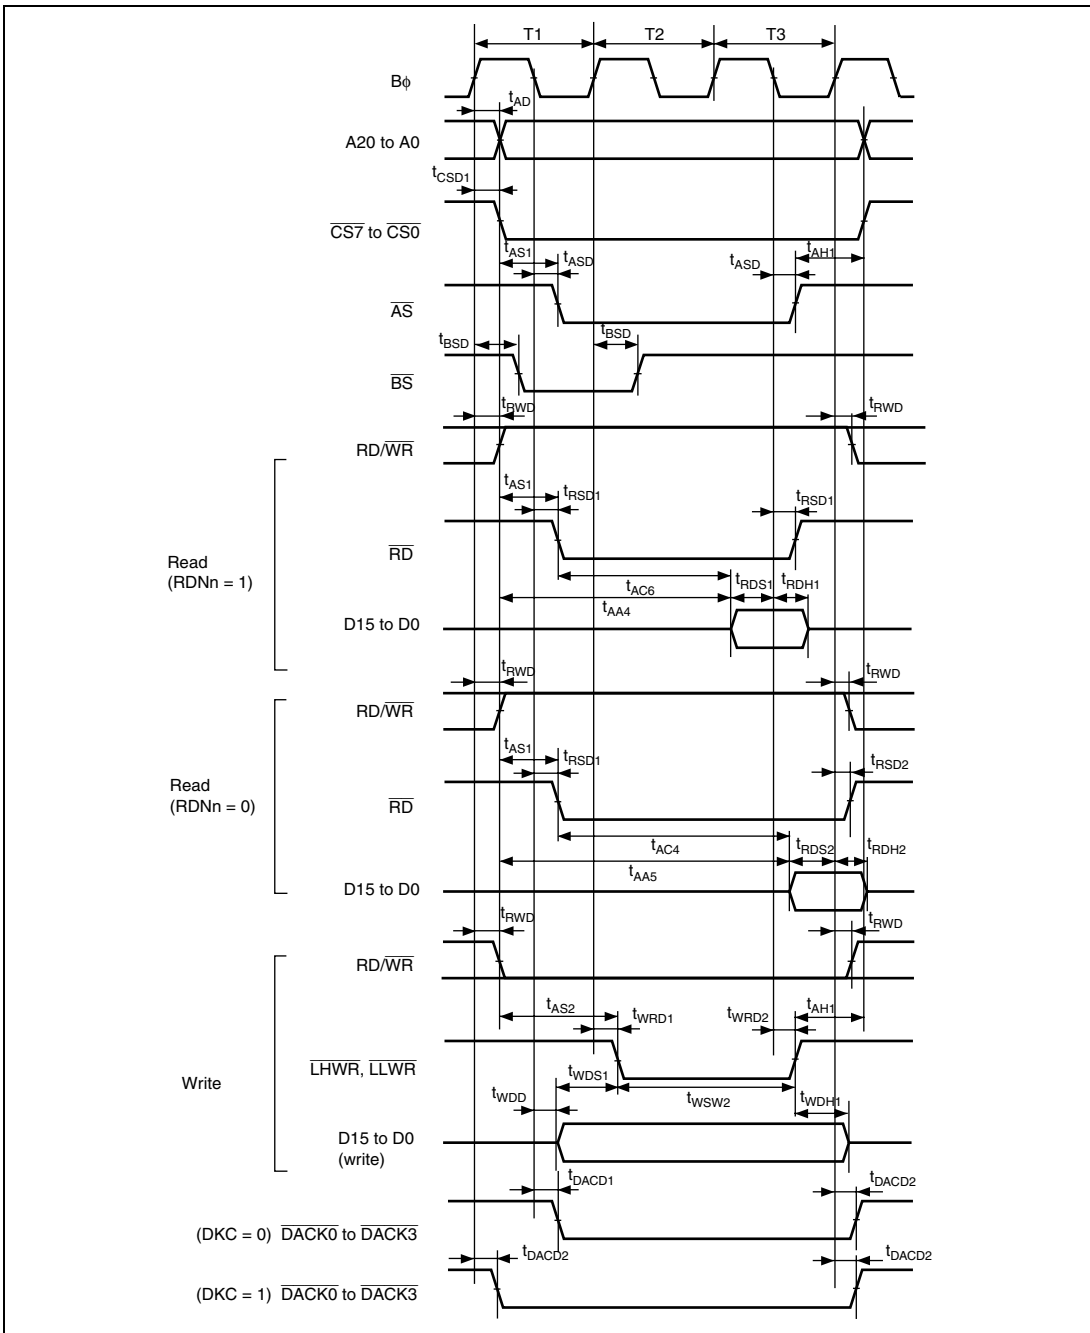 T1 T2 T3
Bφ
tAD
A20 to A0
tCSD1
CS7 to CS0
tAS1 tASD tASD tAH1
AS
tBSD tBSD
BS
tRWD tRWD
RD/WR
tAS1 tRSD1 tRSD1
RD
Read
(RDNn = 1)
tAC6 tRDS1 tRDH1
tAA4
D15 to D0
tRWD tRWD
RD/WR
tAS1 tRSD1 tRSD2
Read
(RDNn = 0)
RD
tAC4 tRDS2 tRDH2
tAA5
D15 to D0
tRWD tRWD
RD/WR
tAS2 tWRD1 tWRD2 tAH1
LHWR, LLWR
Write
tWDD tWDS1 tWSW2 tWDH1
D15 to D0
(write)
tDACD1 tDACD2
(DKC = 0) DACK0 to DACK3
tDACD2 tDACD2
(DKC = 1) DACK0 to DACK3